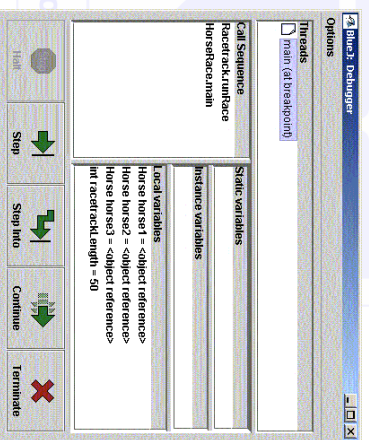 BlueJ: Debugger
Options
Threads
main (at breakpoint)
Call Sequence
Racetrack.runRace
HorseRace.main
Static variables
Instance variables
Local variables
Horse horse1 = <object reference>
Horse horse2 = <object reference>
Horse horse3 = <object reference>
int racetrackLength = 50
Halt
Step
Step Into
Continue
Terminate